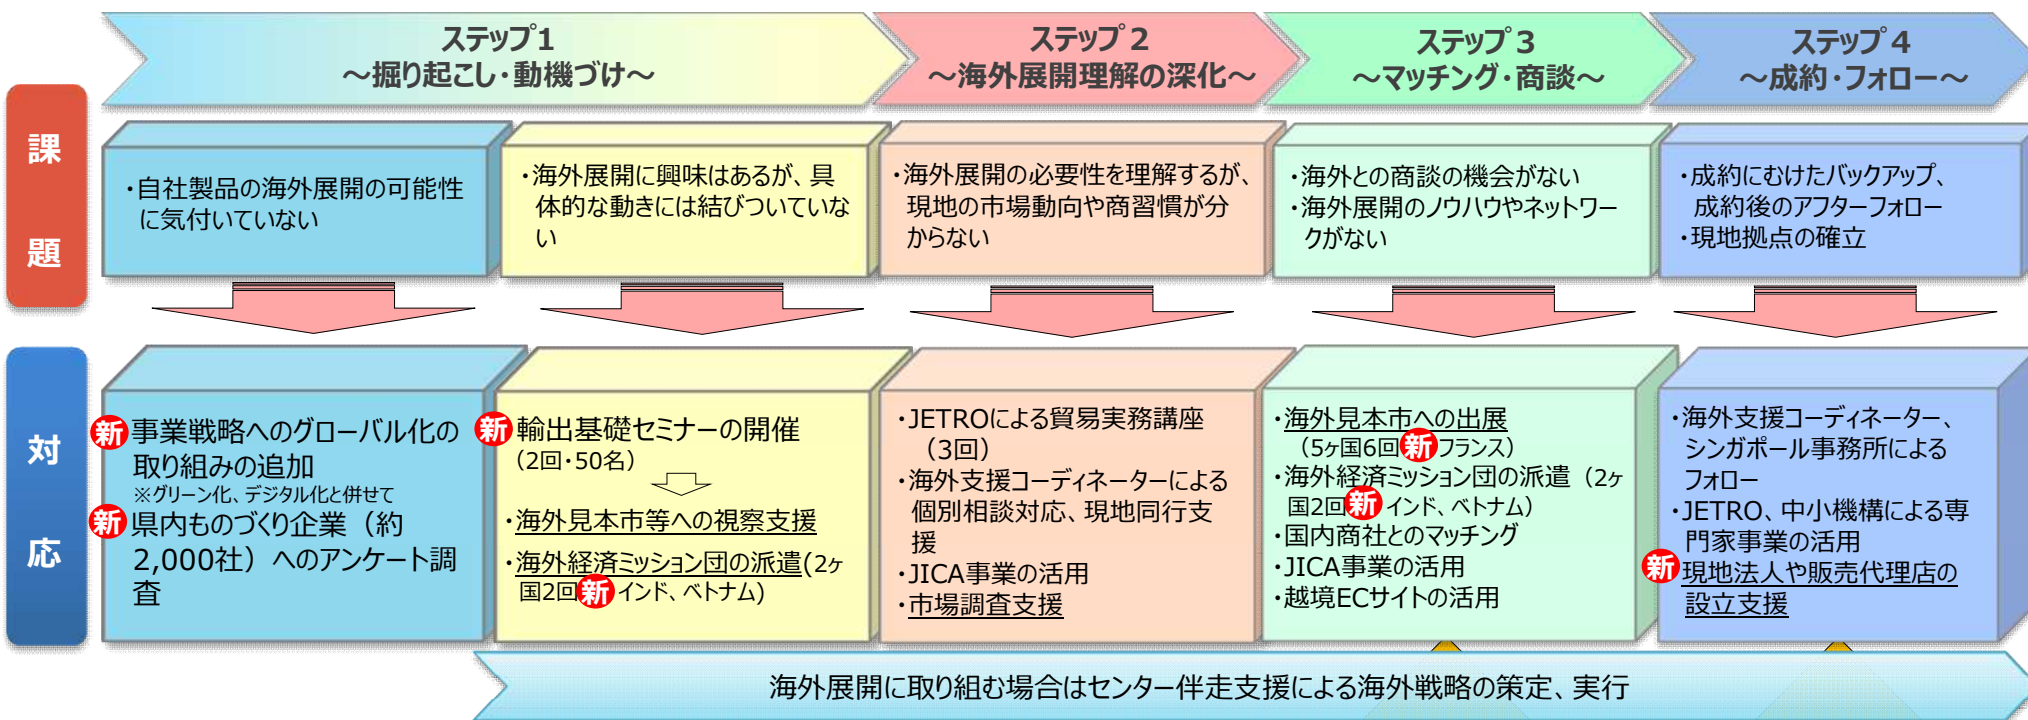 ステップ1
～掘り起こし・動機づけ～
ステップ２
～海外展開理解の深化～
ステップ３
～マッチング・商談～
ステップ４
～成約・フォロー～
課題
・自社製品の海外展開の可能性
に気付いていない
・海外展開に興味はあるが、具
体的な動きには結びついていな
い
・海外展開の必要性を理解するが、
現地の市場動向や商習慣が分
からない
・海外との商談の機会がない
・海外展開のノウハウやネットワー
クがない
・成約にむけたバックアップ、
成約後のアフターフォロー
・現地拠点の確立
対応
新 事業戦略へのグローバル化の
取り組みの追加
※グリーン化、デジタル化と併せて
新 県内ものづくり企業（約
2,000社）へのアンケート調
査
新 輸出基礎セミナーの開催
（2回・50名）
・海外見本市等への視察支援
・海外経済ミッション団の派遣(2ヶ
国2回 新 インド、ベトナム)
・JETROによる貿易実務講座
（3回）
・海外支援コーディネーターによる
個別相談対応、現地同行支
援
・JICA事業の活用
・市場調査支援
・海外見本市への出展
（5ヶ国6回 新 フランス）
・海外経済ミッション団の派遣（2ヶ
国2回 新 インド、ベトナム）
・国内商社とのマッチング
・JICA事業の活用
・越境ECサイトの活用
・海外支援コーディネーター、
シンガポール事務所による
フォロー
・JETRO、中小機構による専
門家事業の活用
新 現地法人や販売代理店の
設立支援
海外展開に取り組む場合はセンター伴走支援による海外戦略の策定、実行